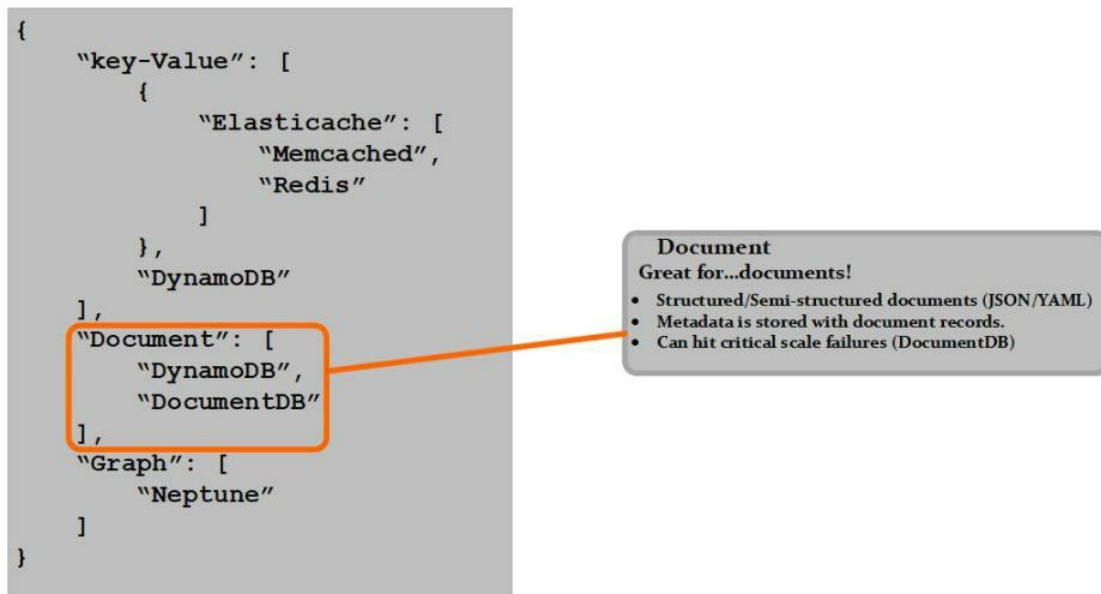 {
“key-Value”: [
{
“Elasticache”: [
“Memcached”,
“Redis”
]
},
“DynamoDB”
],
“Document”: [
“DynamoDB”,
“DocumentDB”
],
“Graph”: [
“Neptune”
]
}
Document
Great for...documents!
• Structured/Semi-structured documents (JSON/YAML)
• Metadata is stored with document records.
• Can hit critical scale failures (DocumentDB)